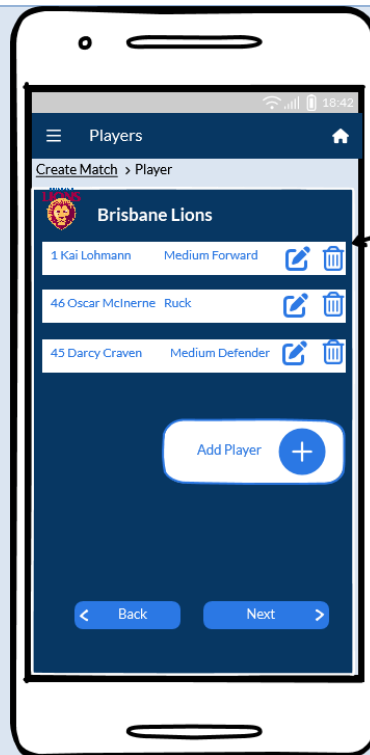 18:42
Players
Create Match > Player
LIONS
Brisbane Lions
1 Kai Lohmann Medium Forward
46 Oscar McInerne Ruck
45 Darcy Craven Medium Defender
Add Player +
< Back Next >